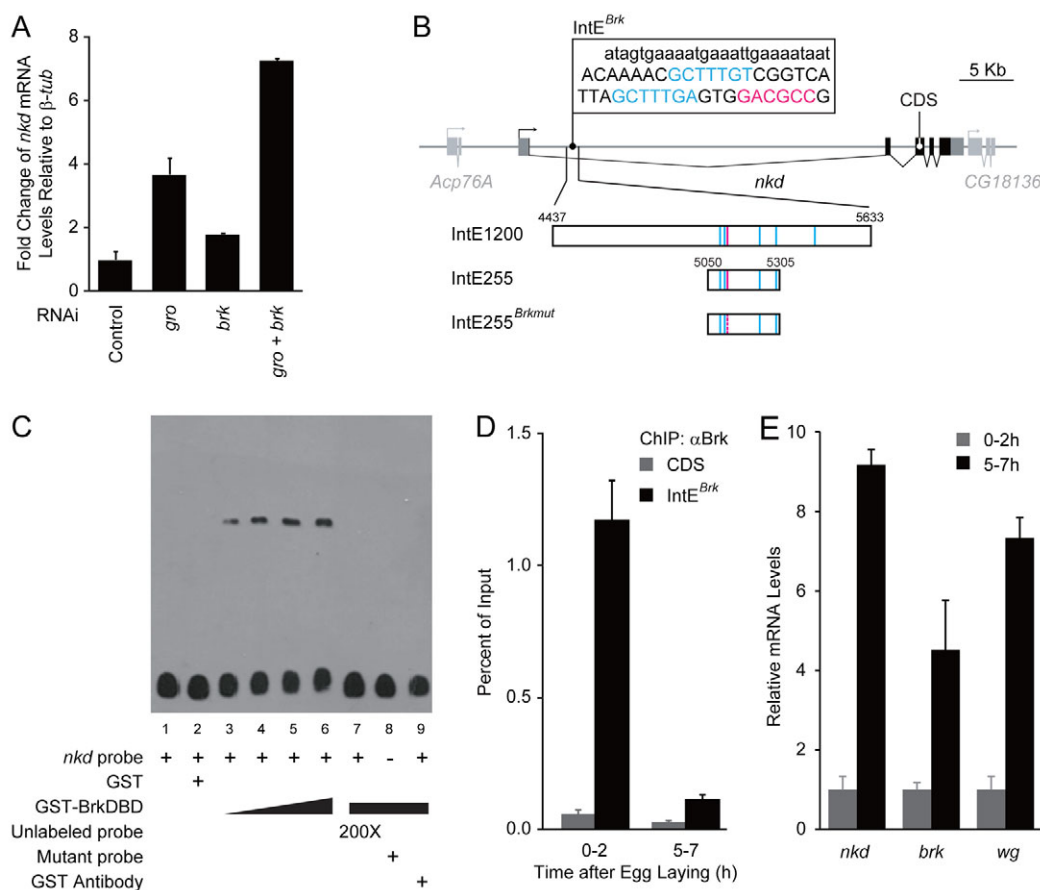 A
Fold Change of nkd mRNA
Levels Relative to β-tub
8
6
4
2
0
RNAi
Control
gro
brk
gro + brk
B
IntE^Brk
atagtgaaaatgaaattgaaaataat
ACAAAACGCTTTGTCGGTCA
TTAGCTTTGAGTGGACGCCG
5 Kb
CDS
Acp76A
nkd
CG18136
4437
5633
IntE1200
5050
5305
IntE255
IntE255^Brkmut
C
1 2 3 4 5 6 7 8 9
nkd probe + + + + + + + - +
GST +
GST-BrkDBD
Unlabeled probe 200X
Mutant probe +
GST Antibody +
D
Percent of Input
1.5
1.0
0.5
0.0
ChIP: αBrk
CDS
IntE^Brk
0-2
5-7
Time after Egg Laying (h)
E
Relative mRNA Levels
10
8
6
4
2
0
0-2h
5-7h
nkd
brk
wg